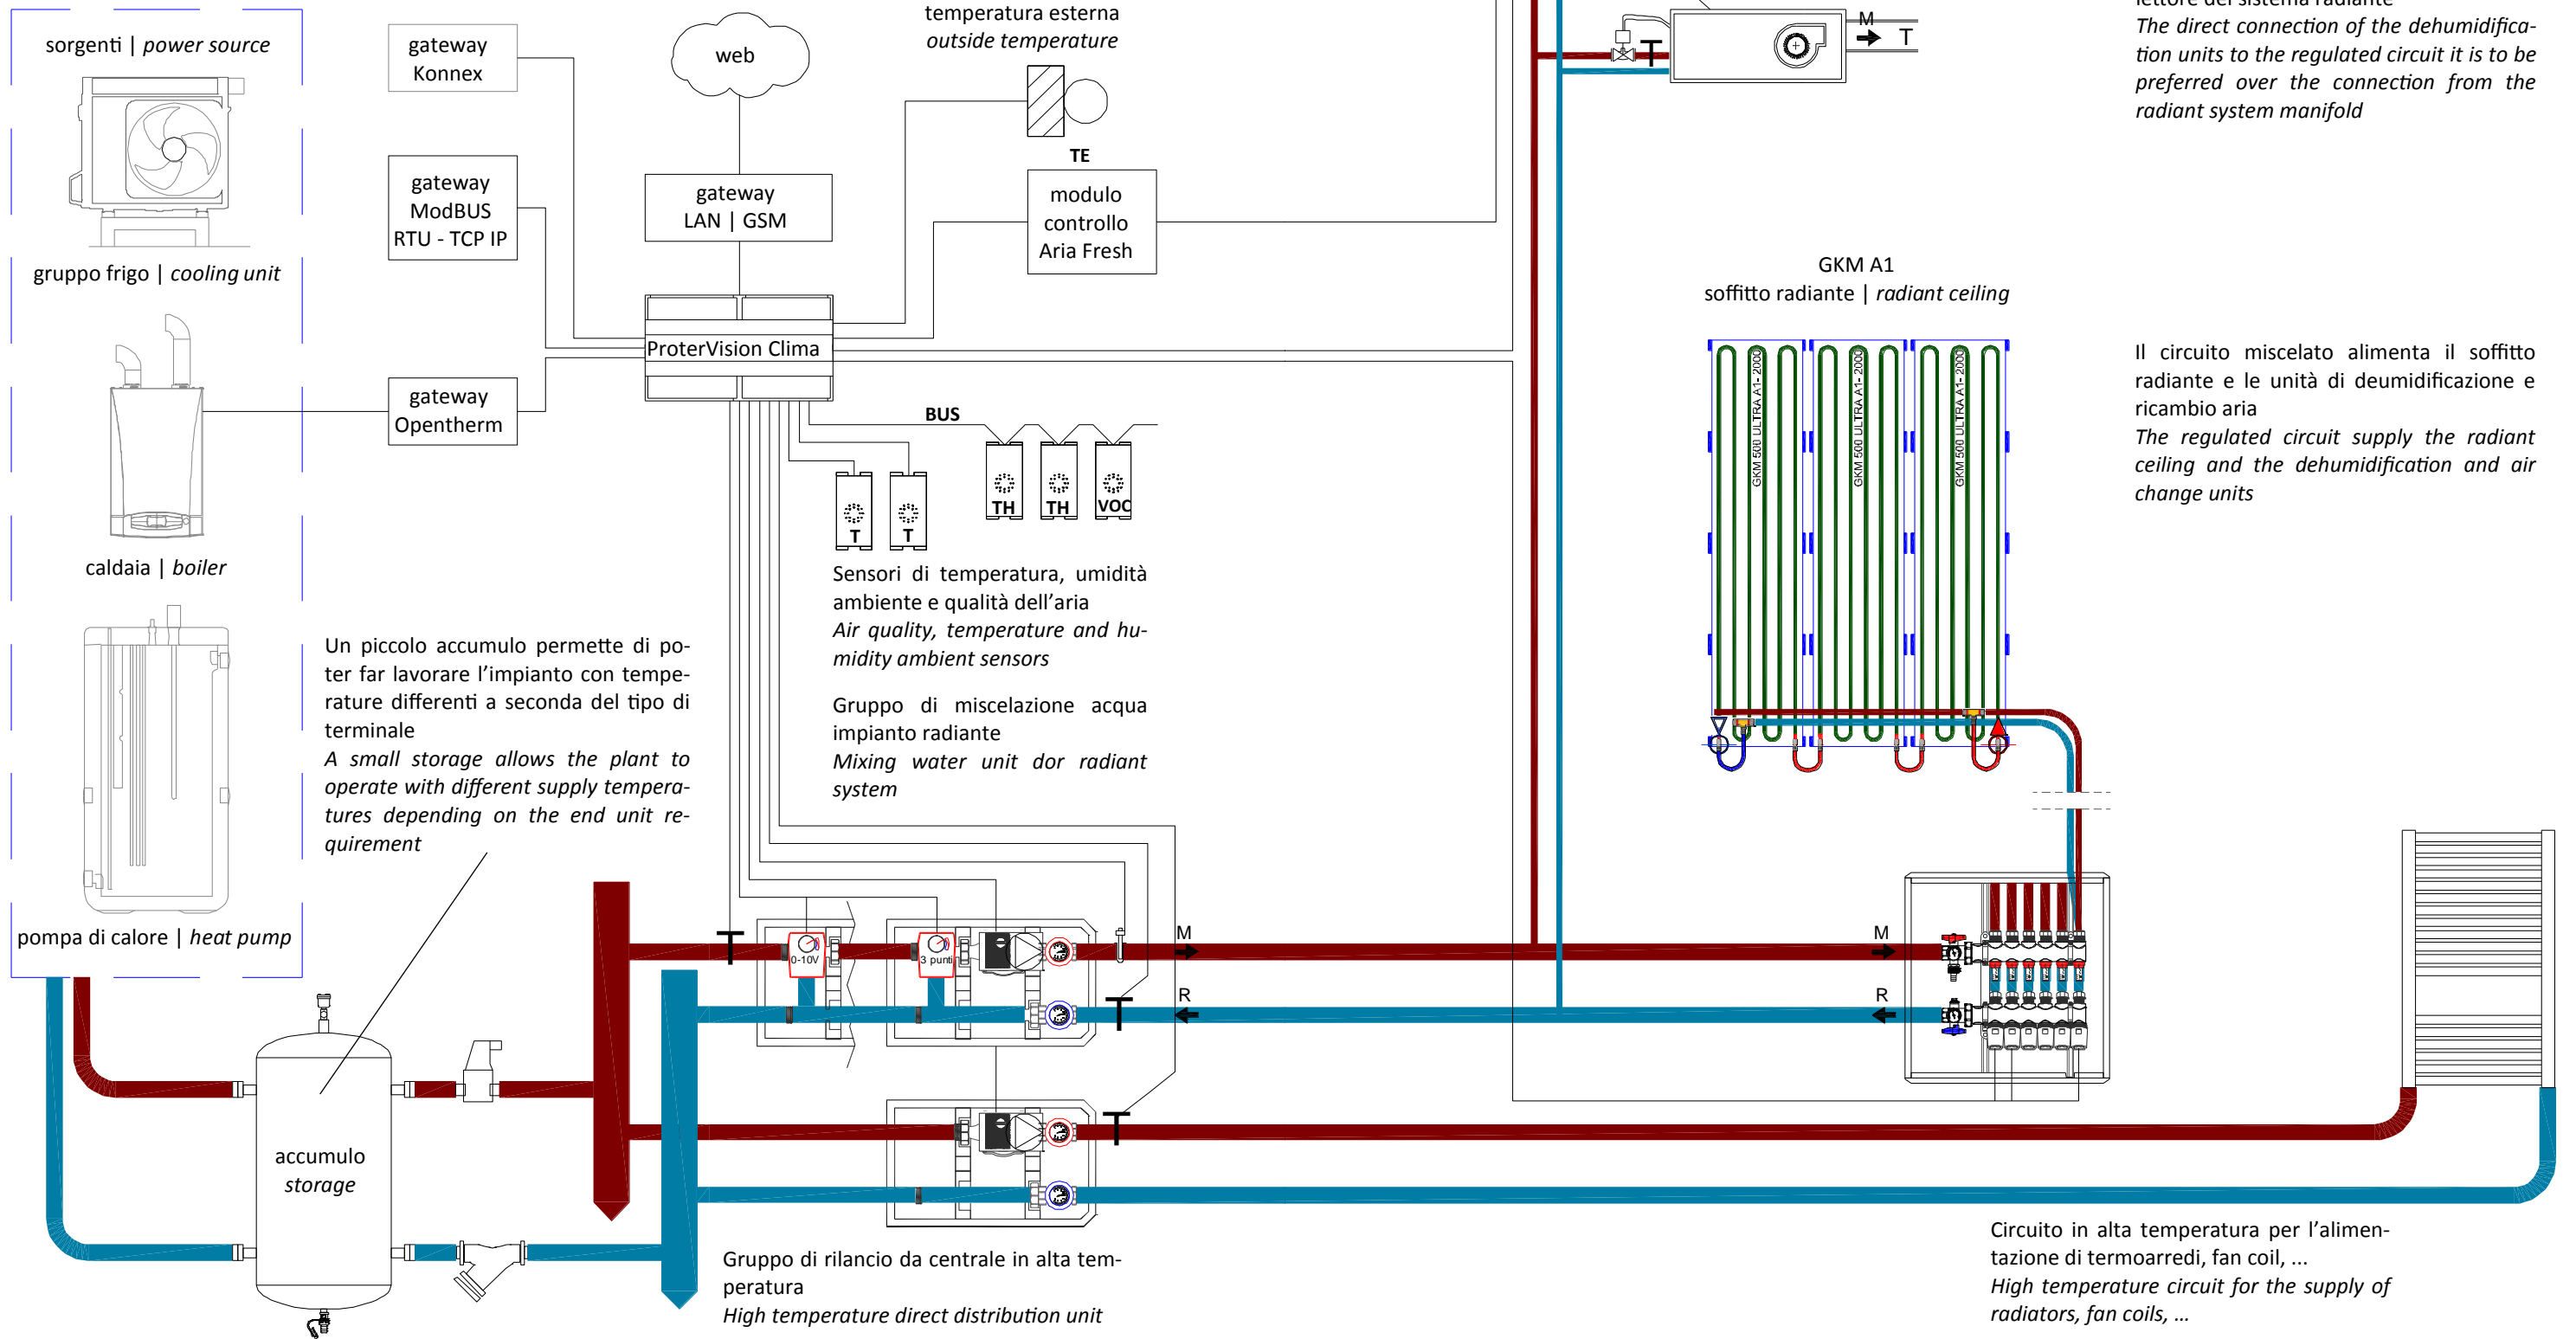 sorgenti | power source
gruppo frigo | cooling unit
caldaia | boiler
pompa di calore | heat pump
gateway
Konnex
gateway
ModBUS
RTU - TCP IP
gateway
Opentherm
web
gateway
LAN | GSM
ProterVision Clima
temperatura esterna
outside temperature
TE
modulo
controllo
Aria Fresh
BUS
T
T
TH
TH
VOC
Sensori di temperatura, umidità
ambiente e qualità dell’aria
Air quality, temperature and hu-
midity ambient sensors
Gruppo di miscelazione acqua
impianto radiante
Mixing water unit dor radiant
system
Un piccolo accumulo permette di po-
ter far lavorare l’impianto con tempe-
rature differenti a seconda del tipo di
terminale
A small storage allows the plant to
operate with different supply tempera-
tures depending on the end unit re-
quirement
accumulo
storage
T
0-10V
3 punti
M
R
T
T
M
R
Gruppo di rilancio da centrale in alta tem-
peratura
High temperature direct distribution unit
T
M
T
lettore del sistema radiante
The direct connection of the dehumidifica-
tion units to the regulated circuit it is to be
preferred over the connection from the
radiant system manifold
GKM A1
soffitto radiante | radiant ceiling
GKM 500 ULTRA A1- 2000
GKM 500 ULTRA A1- 2000
GKM 500 ULTRA A1- 2000
Il circuito miscelato alimenta il soffitto
radiante e le unità di deumidificazione e
ricambio aria
The regulated circuit supply the radiant
ceiling and the dehumidification and air
change units
Circuito in alta temperatura per l’alimen-
tazione di termoarredi, fan coil, ...
High temperature circuit for the supply of
radiators, fan coils, ...